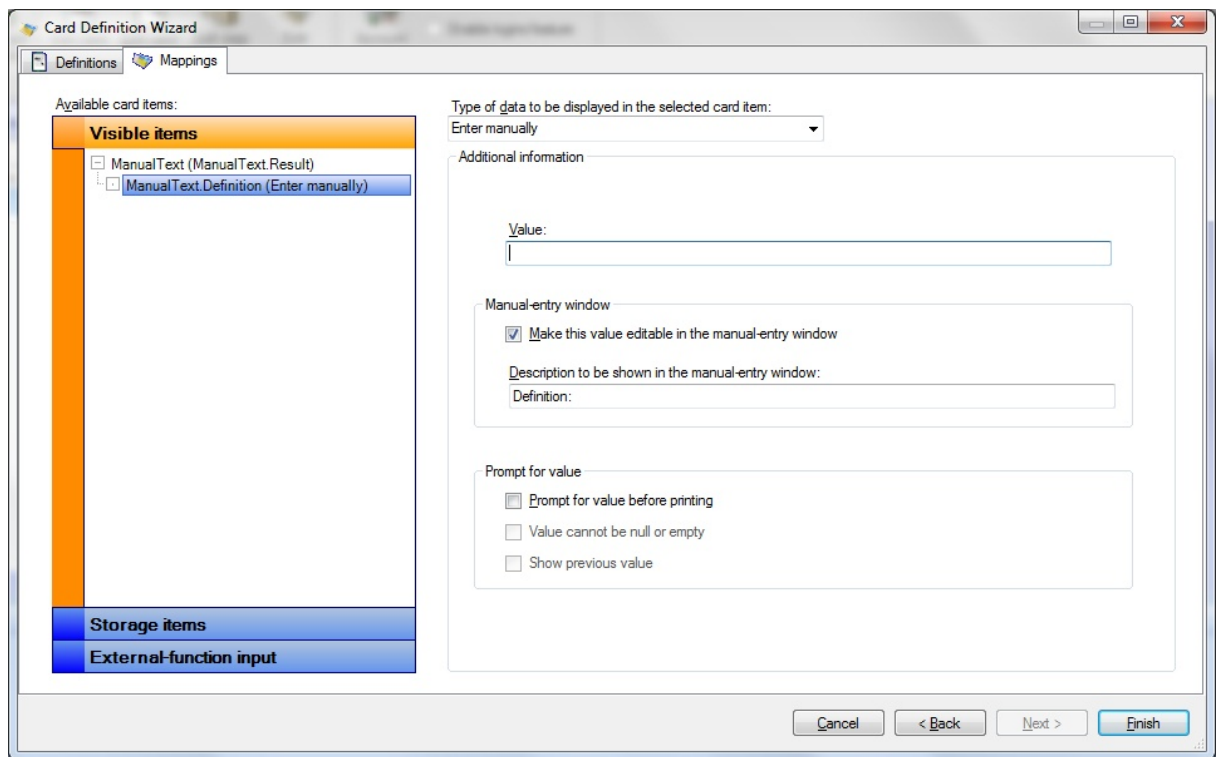 Card Definition Wizard
Definitions
Mappings
Available card items:
Visible items
ManualText (ManualText.Result)
ManualText.Definition (Enter manually)
Storage items
External-function input
Type of data to be displayed in the selected card item:
Enter manually
Additional information
Value:
Manual-entry window
Make this value editable in the manual-entry window
Description to be shown in the manual-entry window:
Definition:
Prompt for value
Prompt for value before printing
Value cannot be null or empty
Show previous value
Cancel
< Back
Next >
Finish